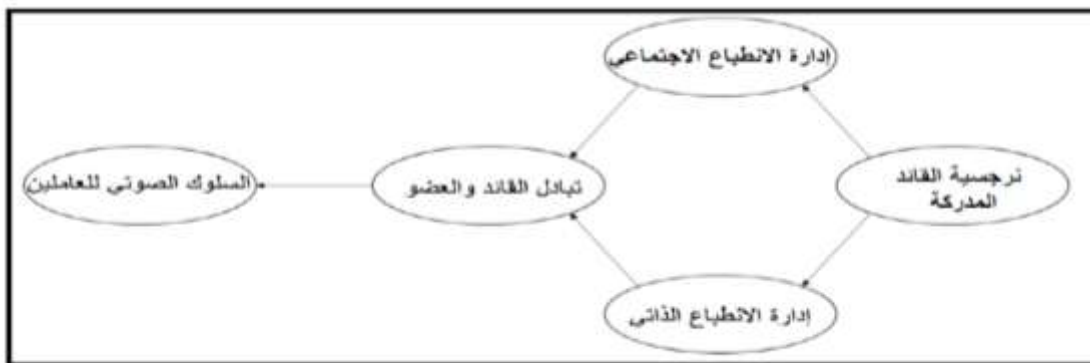 إدارة الانطباع الاجتماعي
نرجسية القائد
المدركة
تبادل القائد والعضو
السلوك الصوتي للعاملين
إدارة الانطباع الذاتي